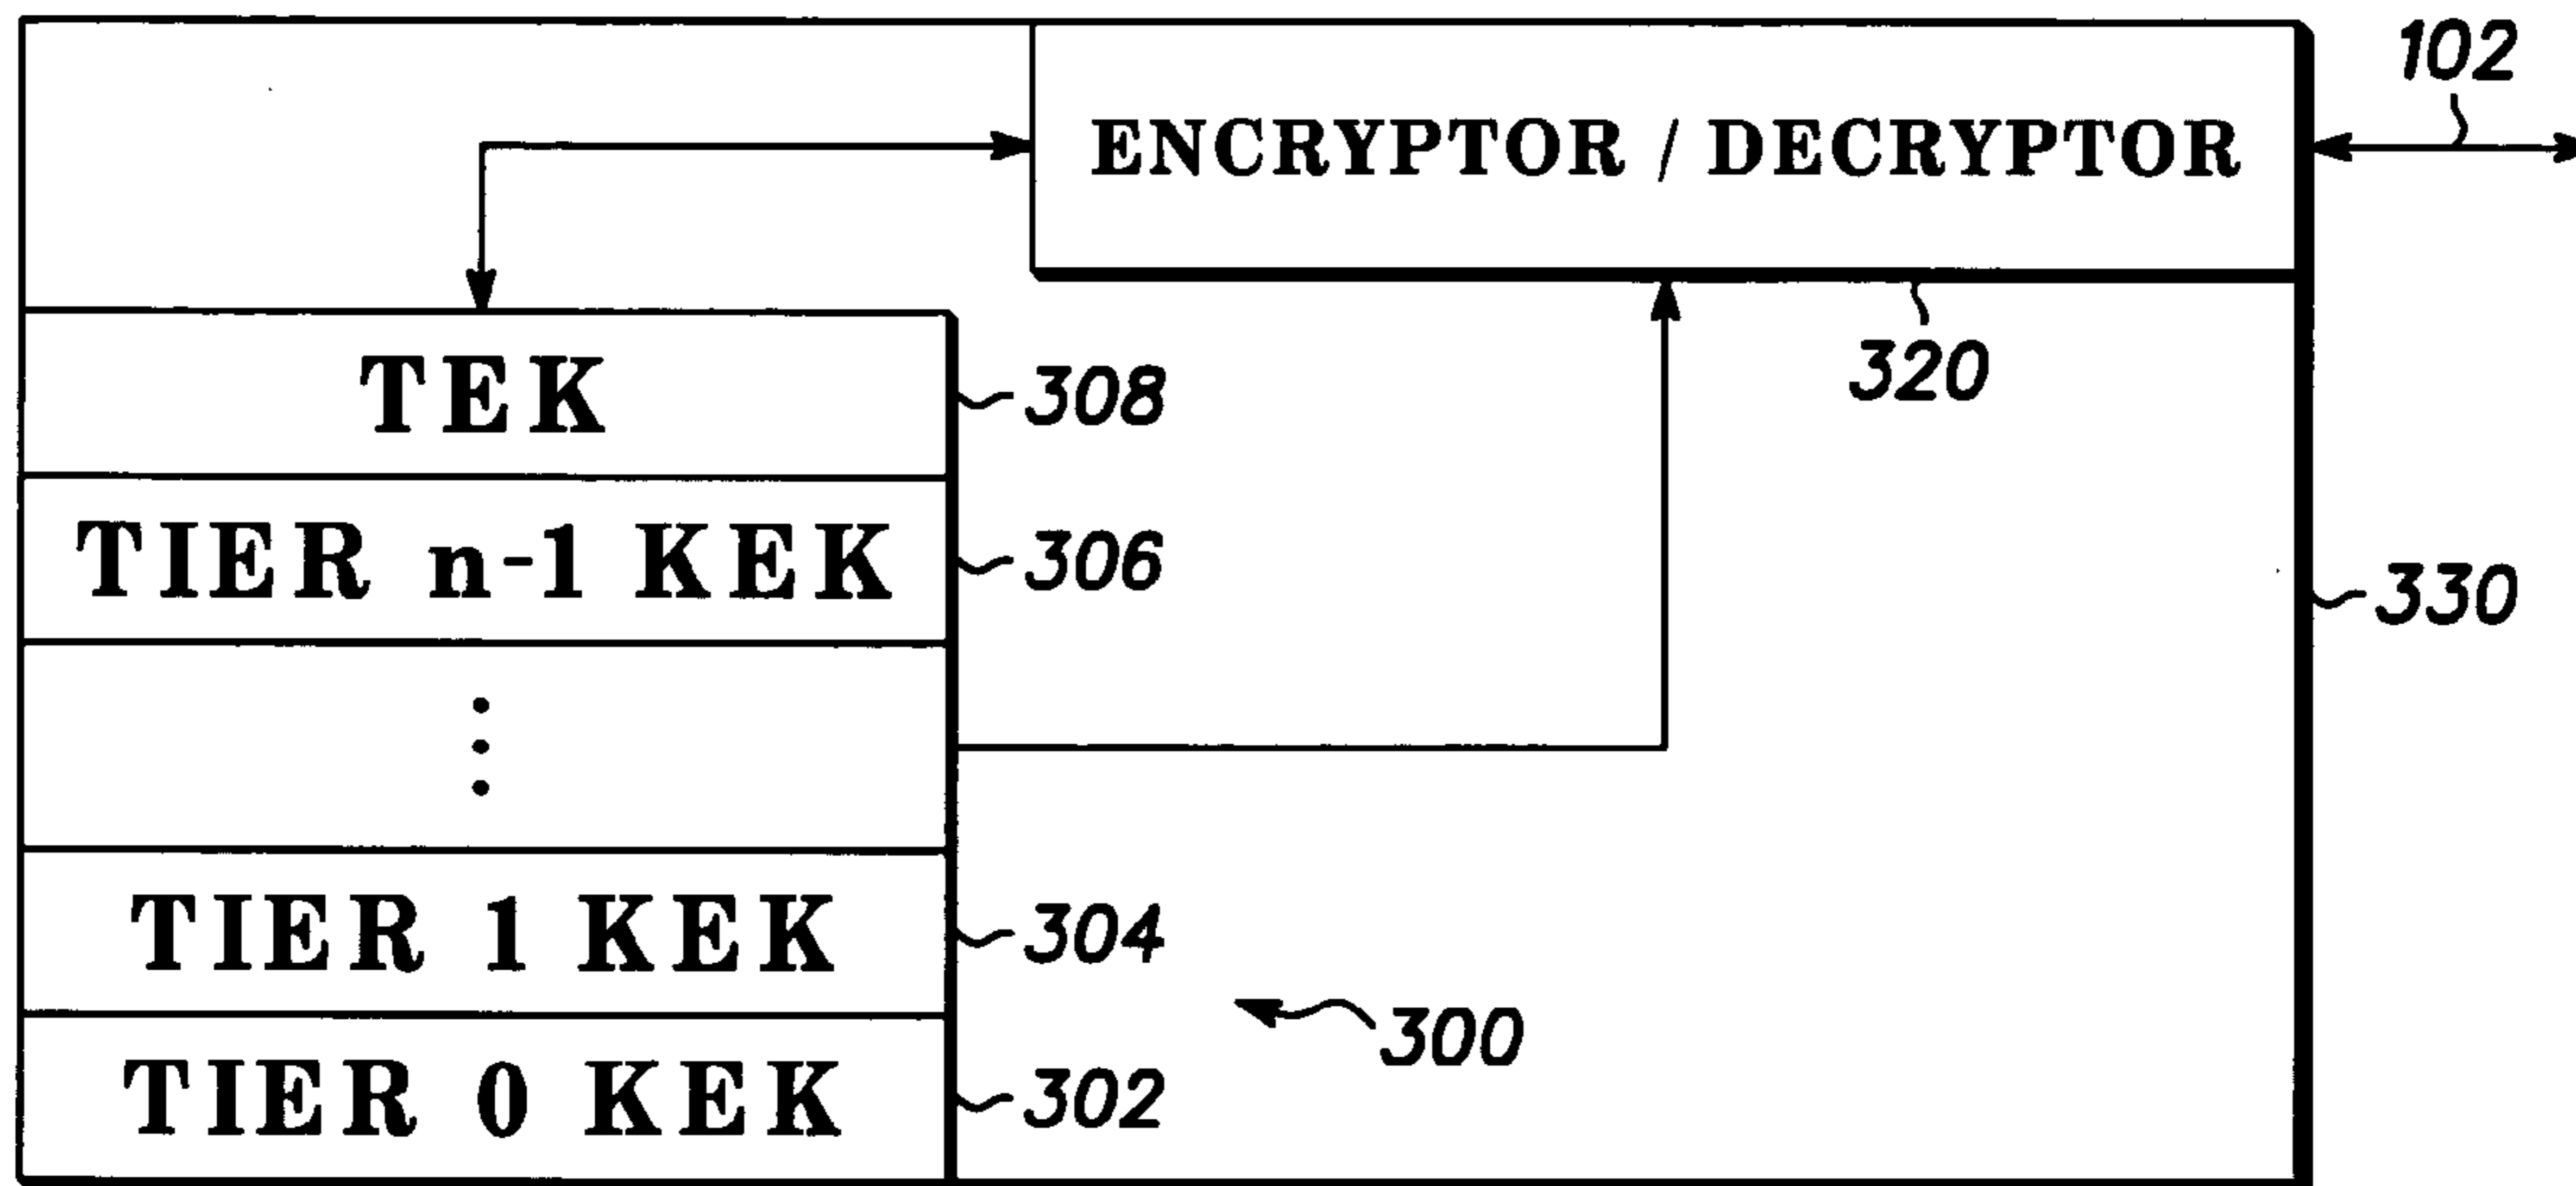 102
ENCRYPTOR / DECRYPTOR
320
TEK
308
TIER n-1 KEK
306
330
TIER 1 KEK
304
300
TIER 0 KEK
302